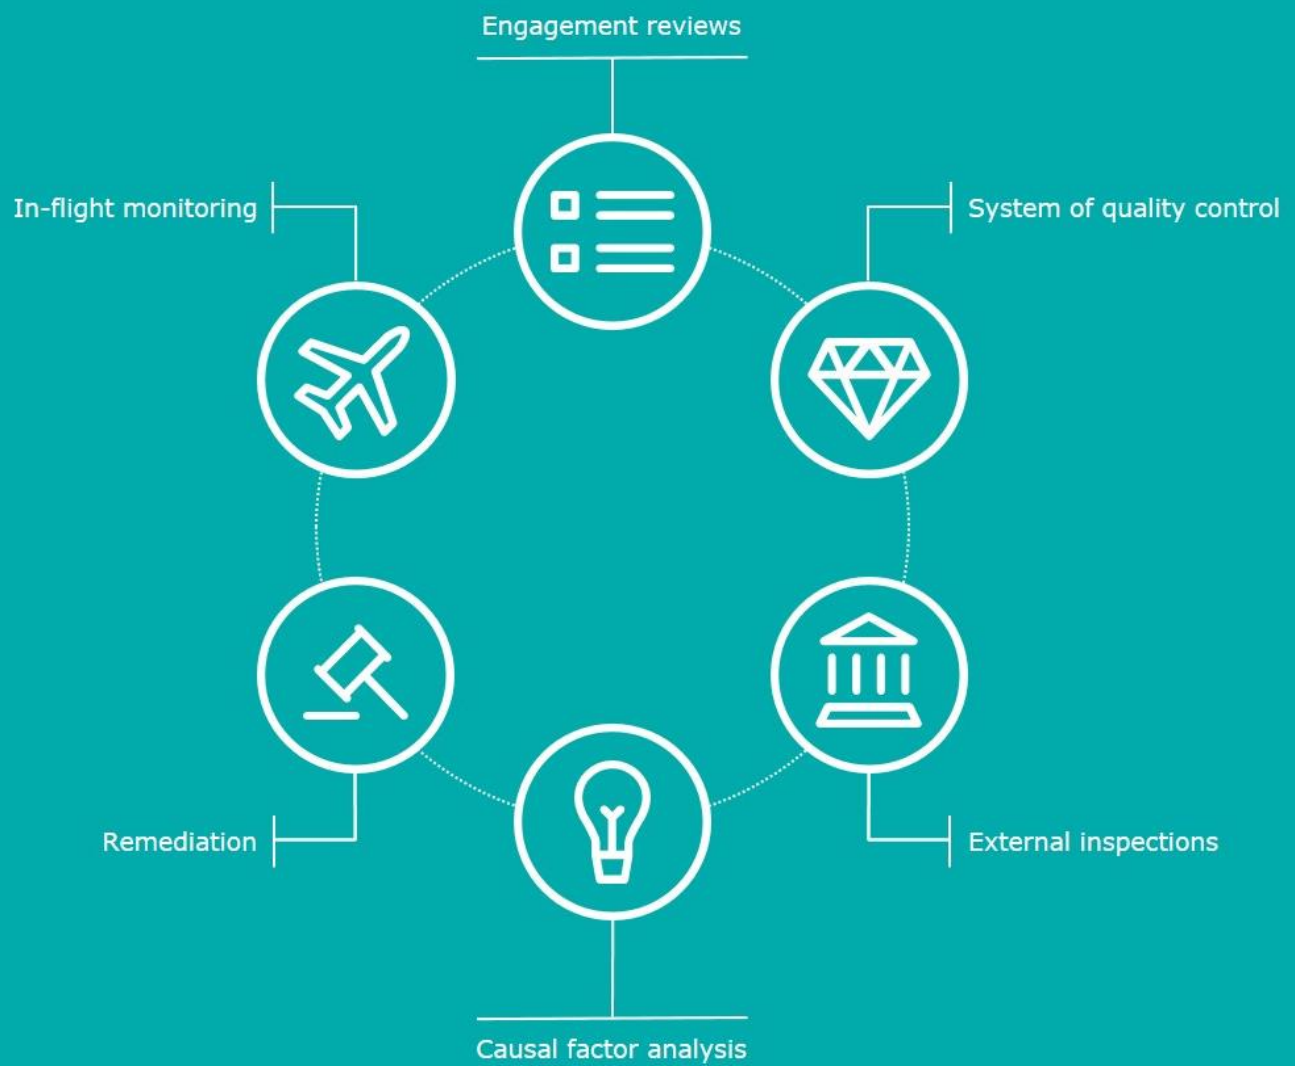 Engagement reviews
In-flight monitoring
System of quality control
Remediation
External inspections
Causal factor analysis